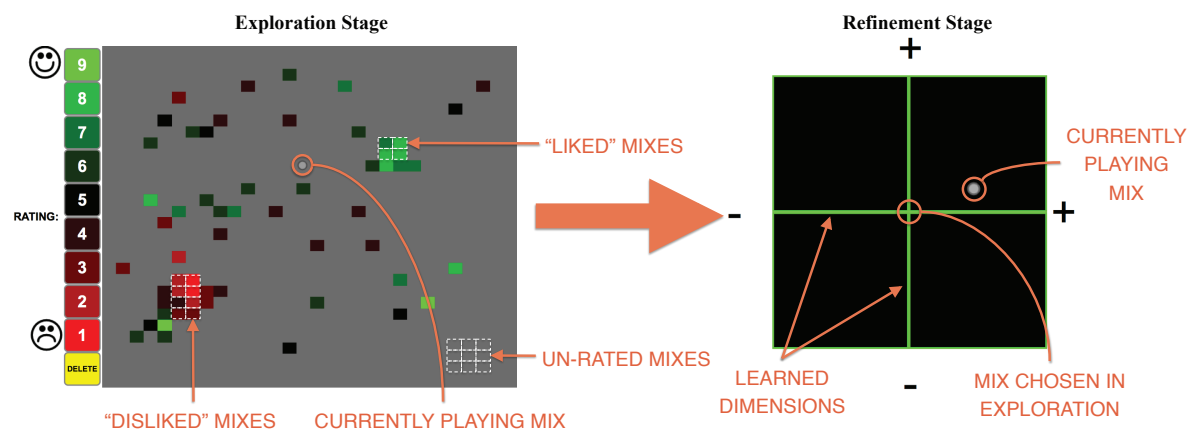 Exploration Stage
9
8
7
6
5
RATING:
4
3
2
1
DELETE
"LIKED" MIXES
UN-RATED MIXES
"DISLIKED" MIXES
CURRENTLY PLAYING MIX
Refinement Stage
+
CURRENTLY
PLAYING
MIX
-
+
LEARNED
DIMENSIONS
-
MIX CHOSEN IN
EXPLORATION